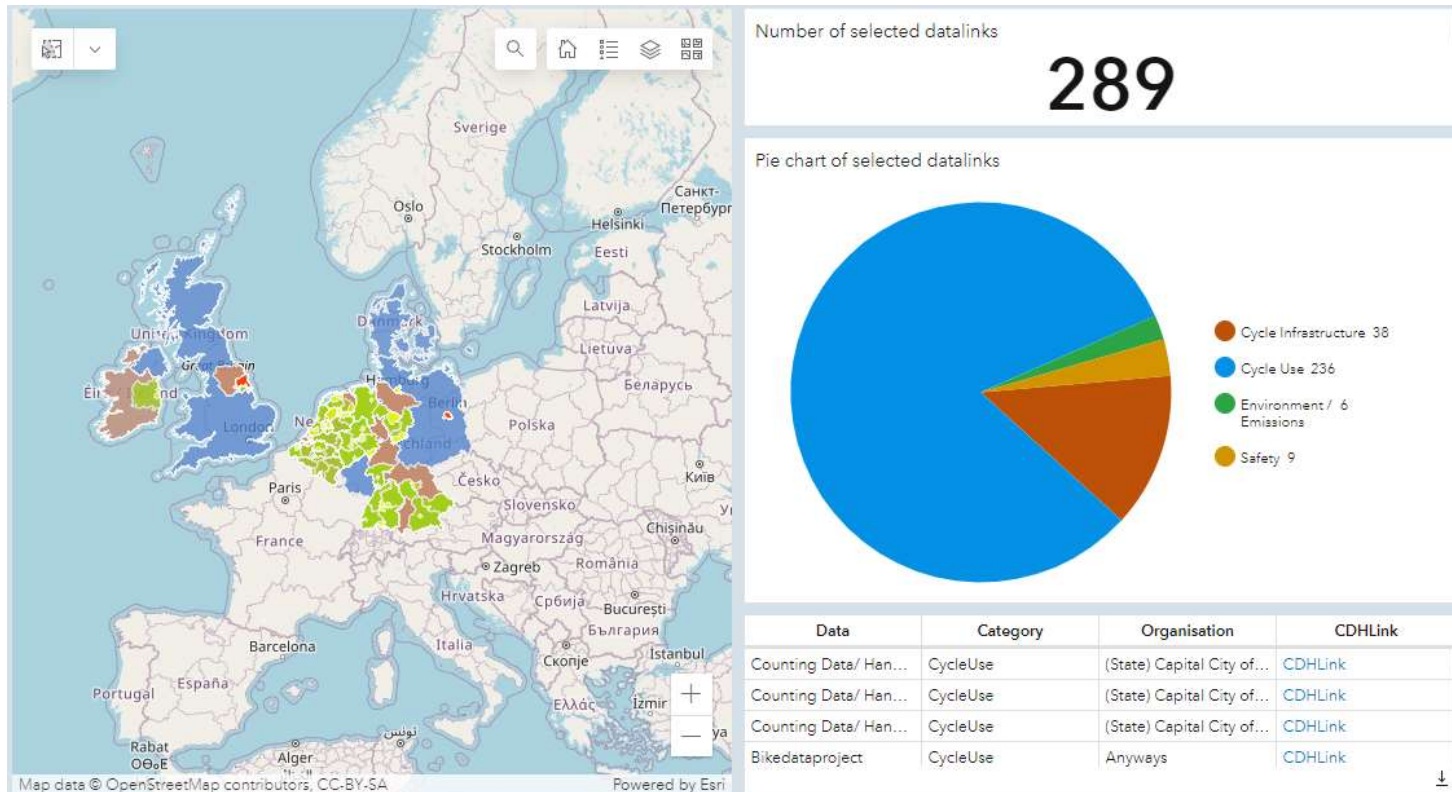 Number of selected datalinks
289
Pie chart of selected datalinks
Cycle Infrastructure 38
Cycle Use 236
Environment / 6
Emissions
Safety 9
Data Category Organisation CDHLink
Counting Data/ Han... CycleUse (State) Capital City of... CDHLink
Counting Data/ Han... CycleUse (State) Capital City of... CDHLink
Counting Data/ Han... CycleUse (State) Capital City of... CDHLink
Bikedataproject CycleUse Anyways CDHLink
Sverige
Санкт-
Петербург
Oslo
Helsinki
Stockholm
Eesti
Latvija
Lietuva
Беларусь
Berlin
London
Polska
Paris
Česko
Київ
Slovensko
Chișinău
France
Magyarország
Zagreb
România
Hrvatska
Србија
București
България
Barcelona
Italia
Istanbul
Скопје
Portugal
España
Ελλάς
İzmir
Rabat
Alger
تونس
Map data © OpenStreetMap contributors, CC-BY-SA
Powered by Esri